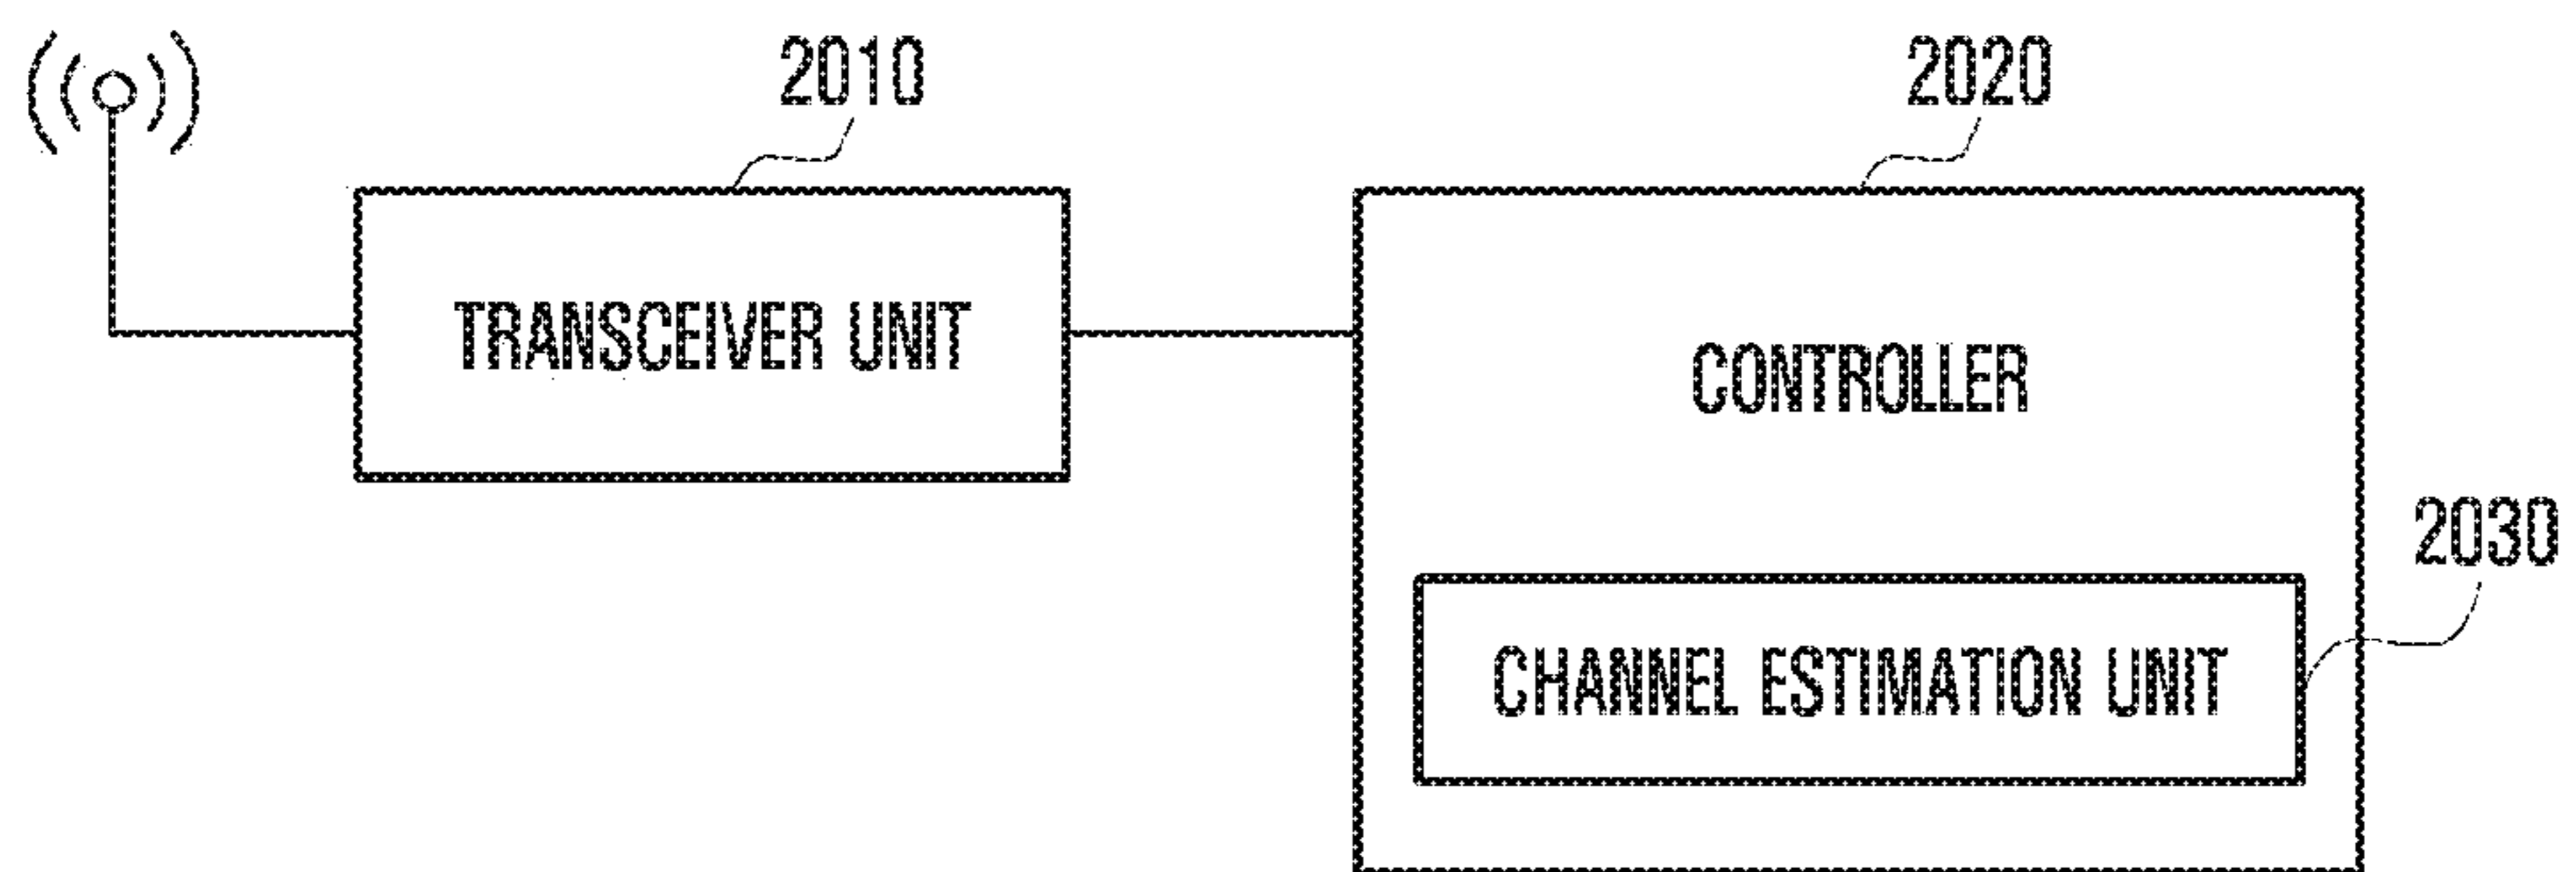 2010
2020
TRANSCEIVER UNIT
CONTROLLER
2030
CHANNEL ESTIMATION UNIT